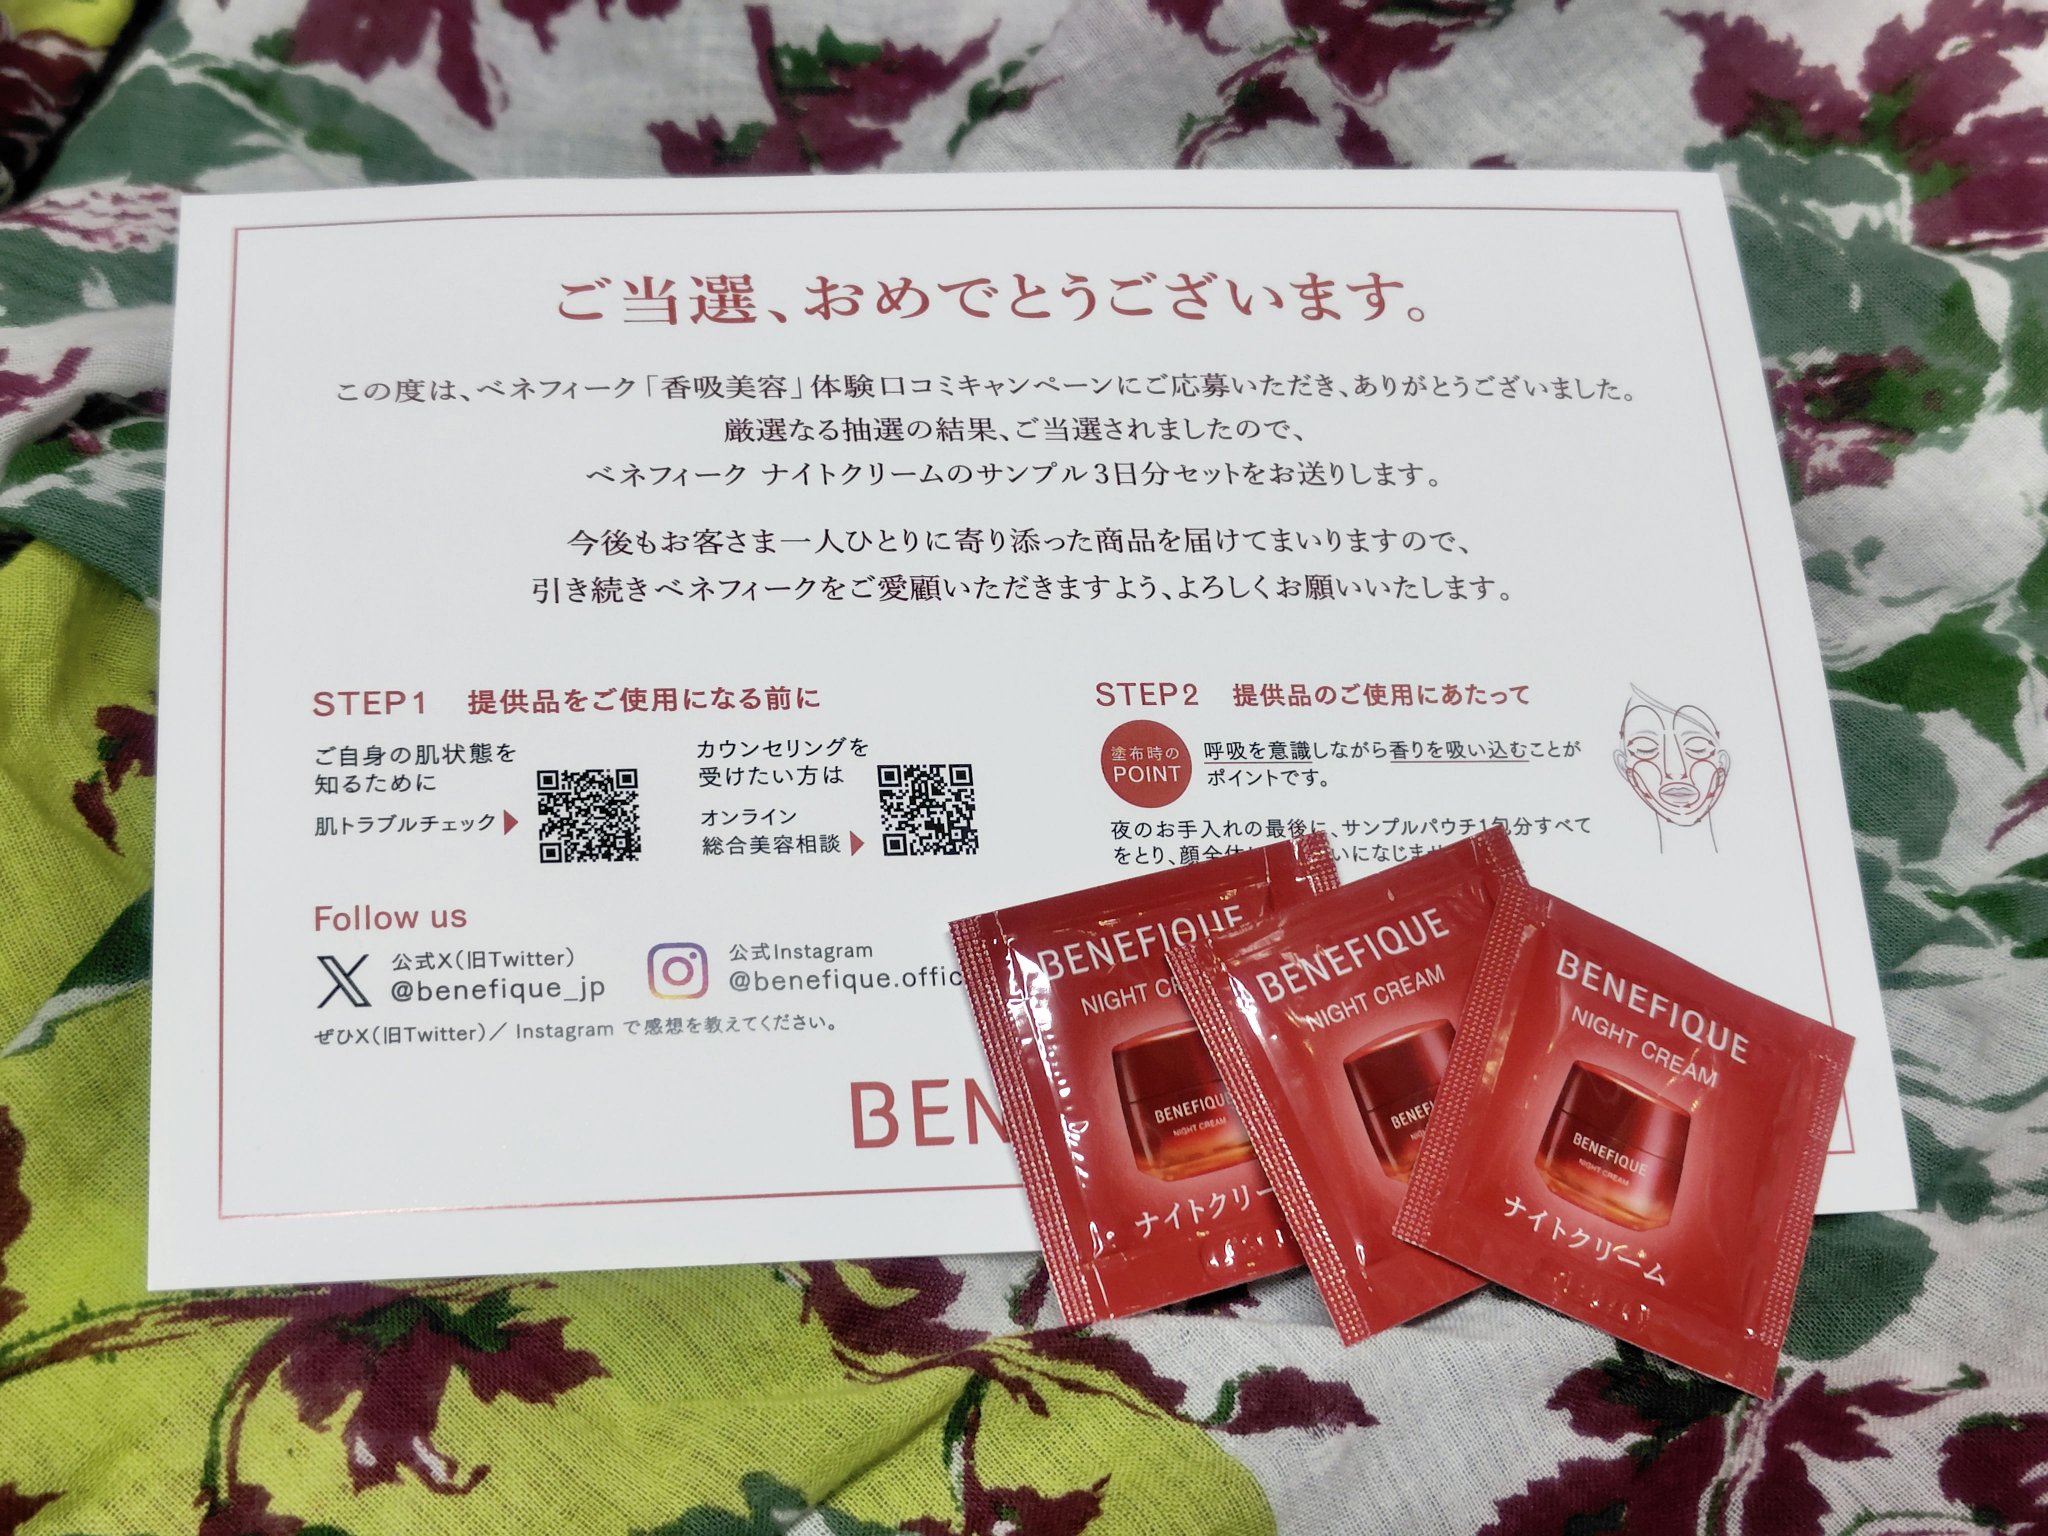 ご当選、おめでとうございます。
この度は、ベネフィーク「香吸美容」体験口コミキャンペーンにご応募いただき、ありがとうございました。
厳選なる抽選の結果、ご当選されましたので、
ベネフィーク ナイトクリームのサンプル3日分セットをお送りします。
今後もお客さま一人ひとりに寄り添った商品を届けてまいりますので、
引き続きベネフィークをご愛顧いただきますよう、よろしくお願いいたします。
STEP1 提供品をご使用になる前に
ご自身の肌状態を
知るために
肌トラブルチェック
カウンセリングを
受けたい方は
オンライン
総合美容相談
STEP2 提供品のご使用にあたって
塗布時の
POINT
呼吸を意識しながら香りを吸い込むことが
ポイントです。
夜のお手入れの最後に、サンプルパウチ1包分すべて
をとり、顔全体
いになじませ
Follow us
公式X(旧Twitter)
@benefique_jp
公式Instagram
@benefique.offic
ぜひX(旧Twitter)/ Instagram で感想を教えてください。
BEN
BENEFIQUE
NIGHT CR
BENEFIQUE
NIGHT CREAM
ナイトクリー
BENEFIQUE
NIGHT CREAM
BENEFI
BENEFIQUE
NIGHT CREAM
BENEFIQUE
NIGHT CREAM
ナイトクリーム